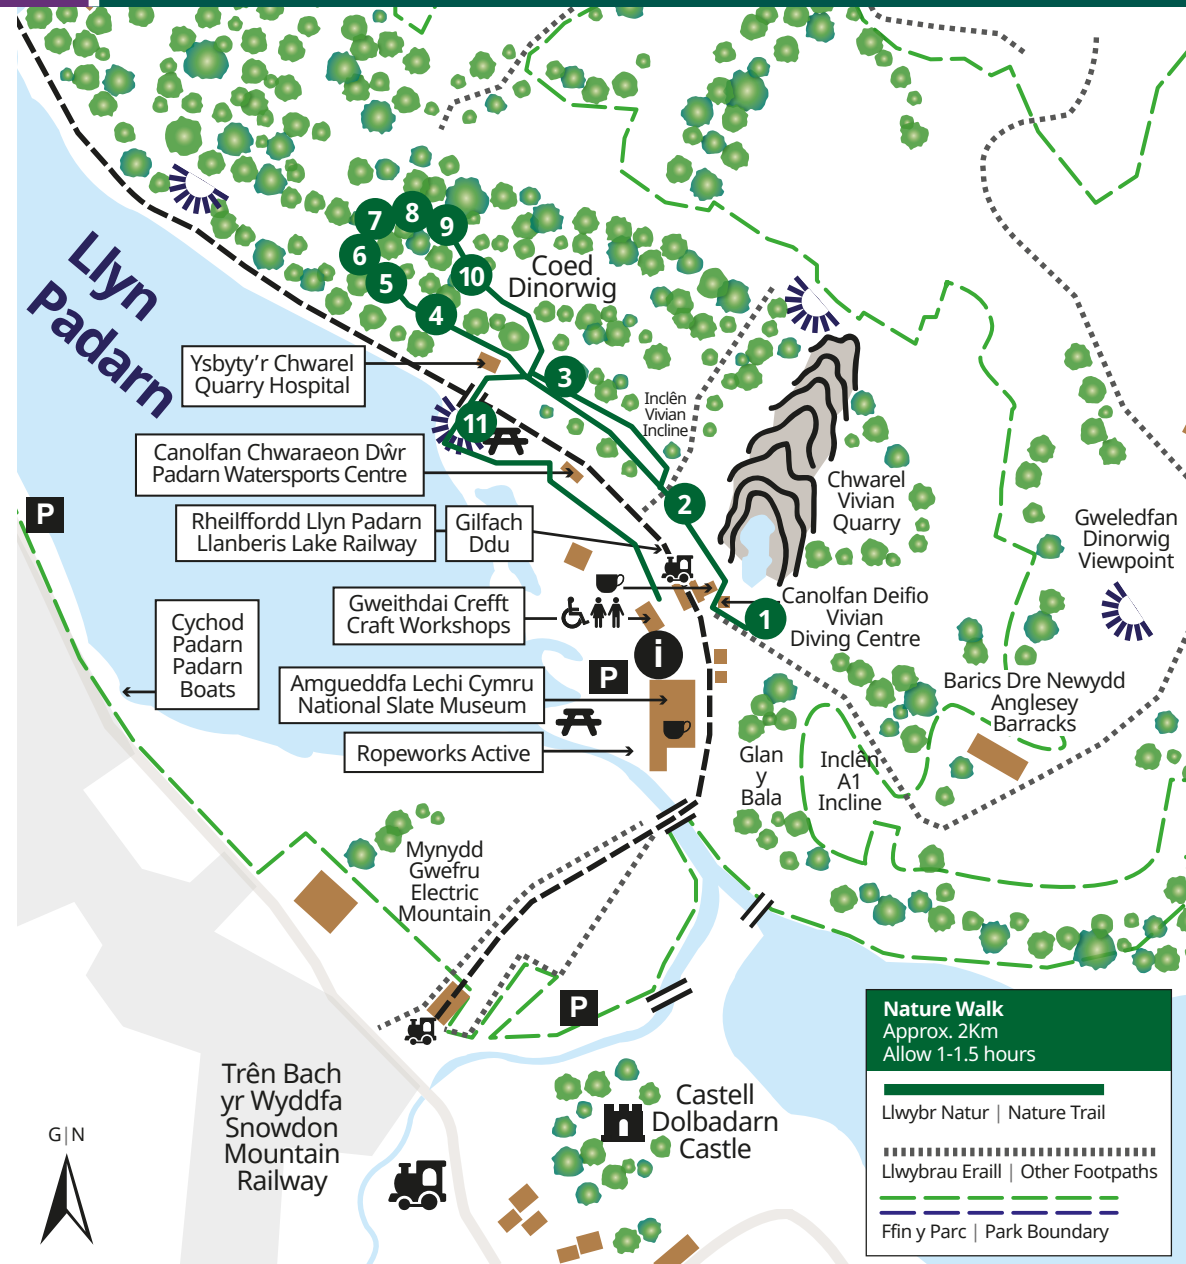 Llyn
Padarn
7
8
9
6
5
10
4
3
11
2
1
Coed
Dinorwig
Ysbyty'r Chwarel
Quarry Hospital
Inclên
Vivian
Incline
Canolfan Chwaraeon Dŵr
Padarn Watersports Centre
Chwarel
Vivian
Quarry
P
Rheilffordd Llyn Padarn
Llanberis Lake Railway
Gilfach
Ddu
Gweledfan
Dinorwig
Viewpoint
Gweithdai Crefft
Craft Workshops
Canolfan Deifio
Vivian
Diving Centre
Cychod
Padarn
Padarn
Boats
i
P
Amgueddfa Lechi Cymru
National Slate Museum
Barics Dre Newydd
Anglesey
Barracks
Ropeworks Active
Glan
y
Bala
Inclên
A1
Incline
Mynydd
Gwefru
Electric
Mountain
P
Trên Bach
yr Wyddfa
Snowdon
Mountain
Railway
Castell
Dolbadarn
Castle
G|N
Nature Walk
Approx. 2Km
Allow 1-1.5 hours
Llwybr Natur | Nature Trail
Llwybrau Eraill | Other Footpaths
Ffin y Parc | Park Boundary